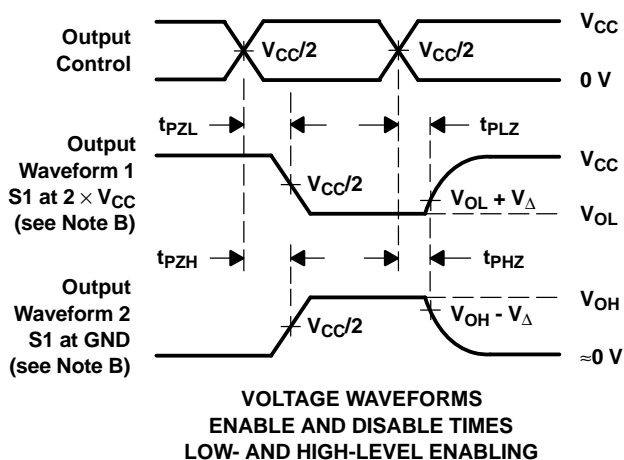 Output
Control
V_CC/2
V_CC/2
V_CC
0 V
t_PZL
t_PLZ
Output
Waveform 1
S1 at 2 × V_CC
(see Note B)
V_CC/2
V_CC
V_OL + V_Δ
V_OL
t_PZH
t_PHZ
Output
Waveform 2
S1 at GND
(see Note B)
V_CC/2
V_OH
V_OH - V_Δ
≈0 V
VOLTAGE WAVEFORMS
ENABLE AND DISABLE TIMES
LOW- AND HIGH-LEVEL ENABLING